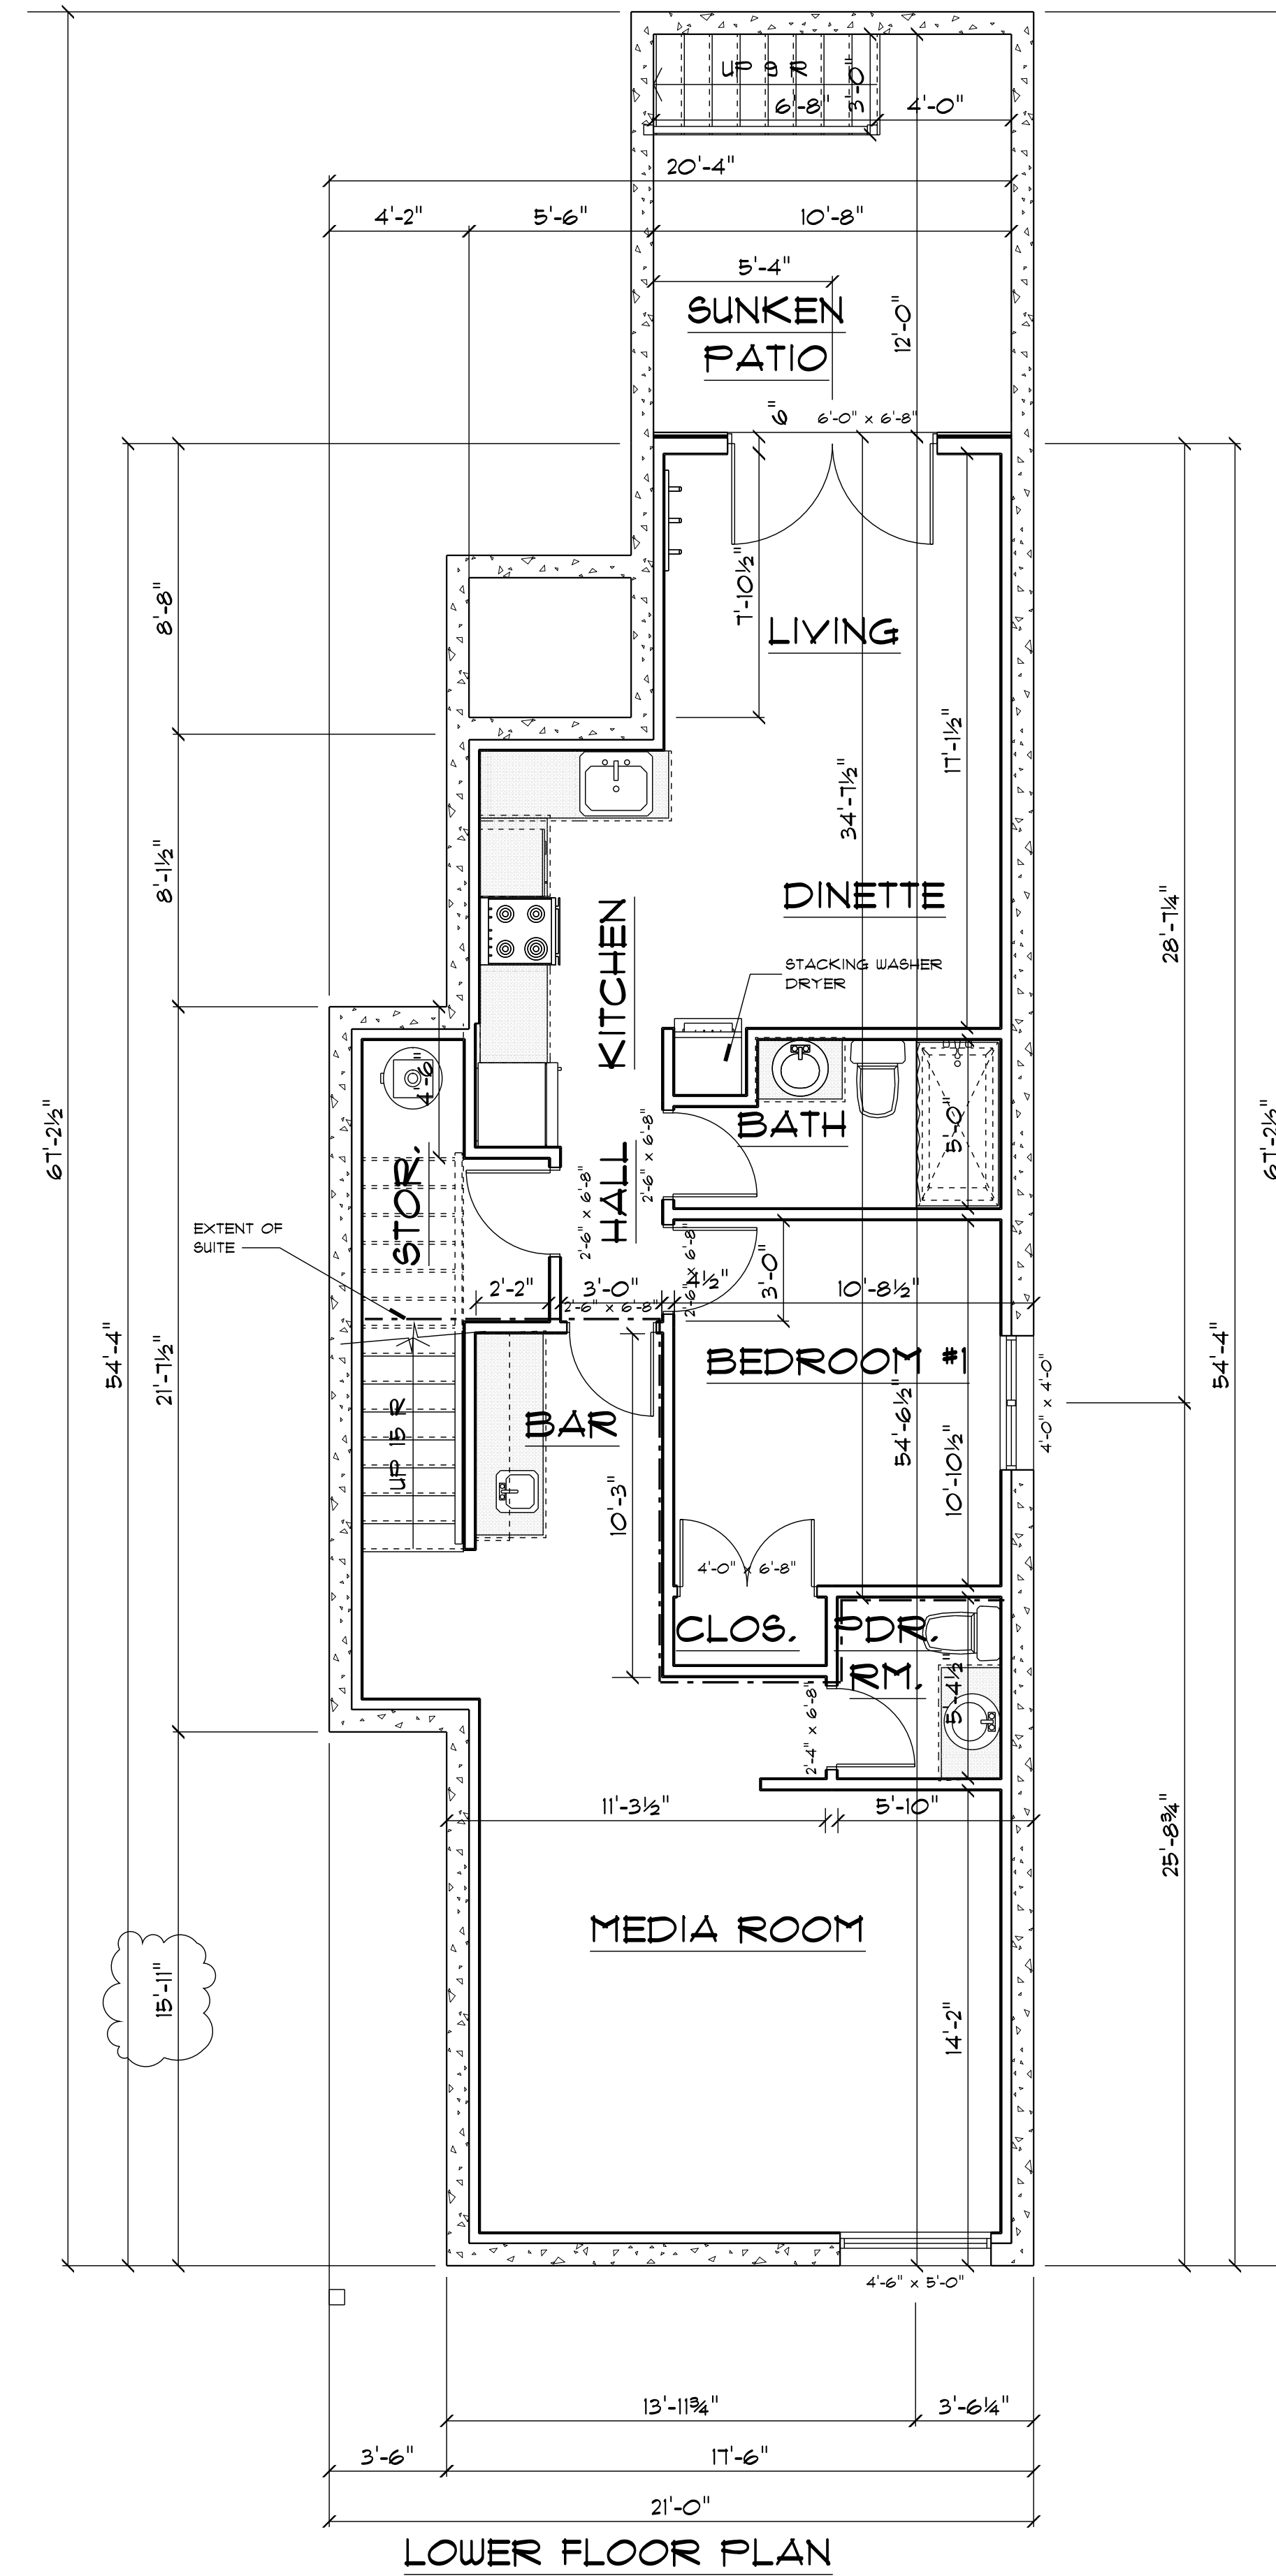 UP 9 R
3'-0"
6'-8"
4'-0"
20'-4"
4'-2"
5'-6"
10'-8"
5'-4"
SUNKEN
PATIO
12'-0"
6"
6'-0" x 6'-8"
7'-10½"
8'-8"
LIVING
17'-1½"
34'-7½"
8'-1½"
DINETTE
KITCHEN
28'-7¼"
STACKING WASHER
DRYER
4'-6"
67'-2½"
67'-2½"
BATH
5'-0"
STOR.
HALL
2'-6" x 6'-8"
2'-6" x 6'-8"
EXTENT OF
SUITE
2'-6" x 6'-8"
2'-2"
3'-0"
4½"
3'-0"
10'-8½"
2'-6" x 6'-8"
54'-4"
21'-7½"
54'-4"
BEDROOM #1
4'-0" x 4'-0"
54'-6½"
BAR
UP 15 R
10'-3"
10'-10½"
4'-0" x 6'-8"
CLOS.
PDR.
RM.
5'-4½"
2'-4" x 6'-8"
11'-3½"
5'-10"
25'-8¾"
MEDIA ROOM
15'-11"
14'-2"
4'-6" x 5'-0"
13'-11¾"
3'-6¼"
3'-6"
17'-6"
21'-0"
LOWER FLOOR PLAN